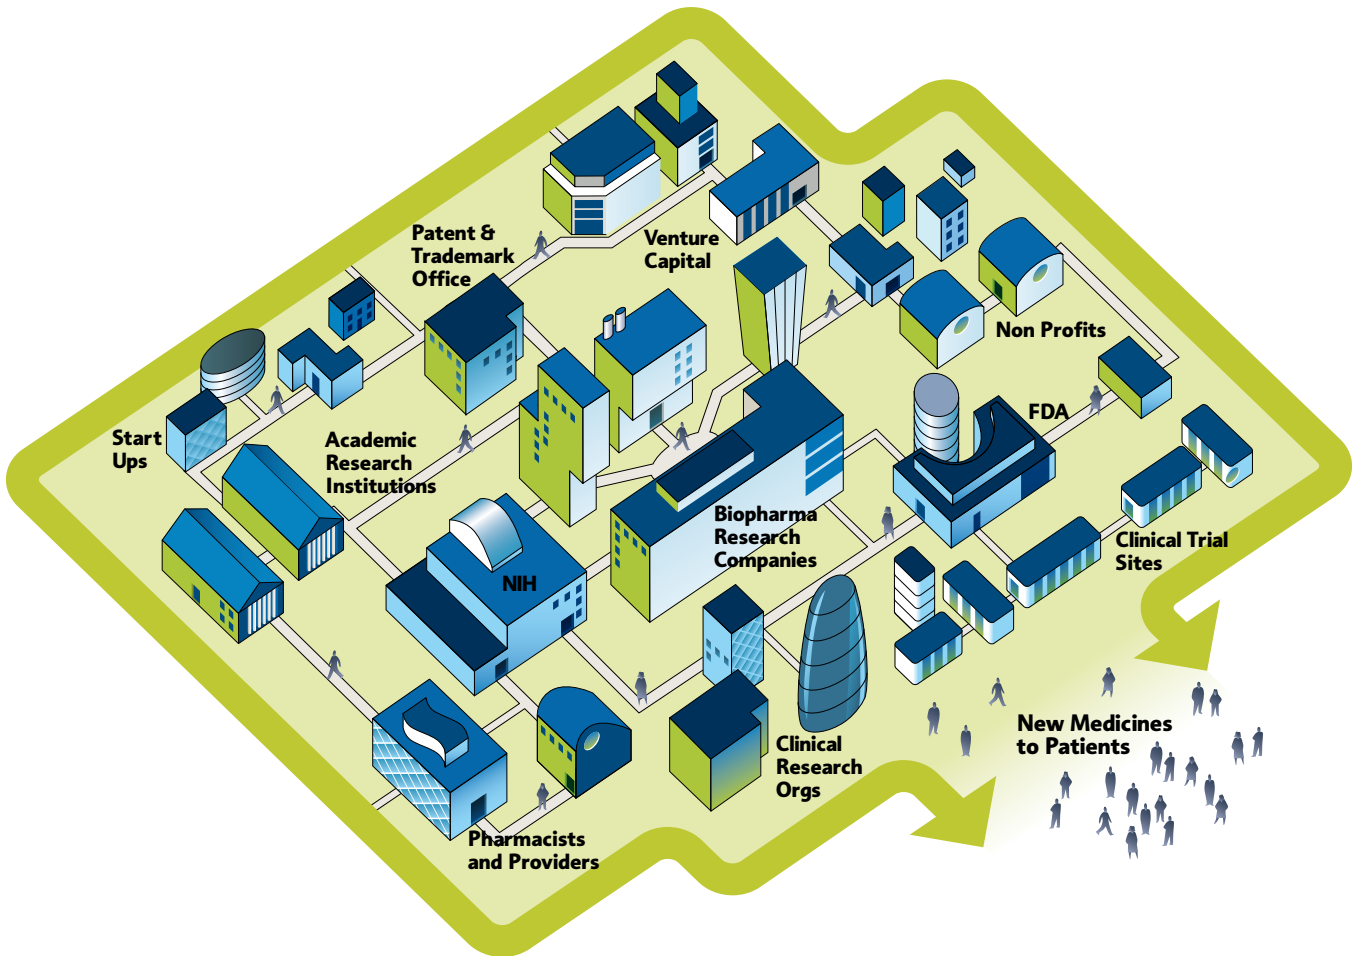 Patent &
Trademark
Office
Venture
Capital
Non Profits
Start
Ups
Academic
Research
Institutions
FDA
Biopharma
Research
Companies
Clinical Trial
Sites
NIH
New Medicines
to Patients
Clinical
Research
Orgs
Pharmacists
and Providers